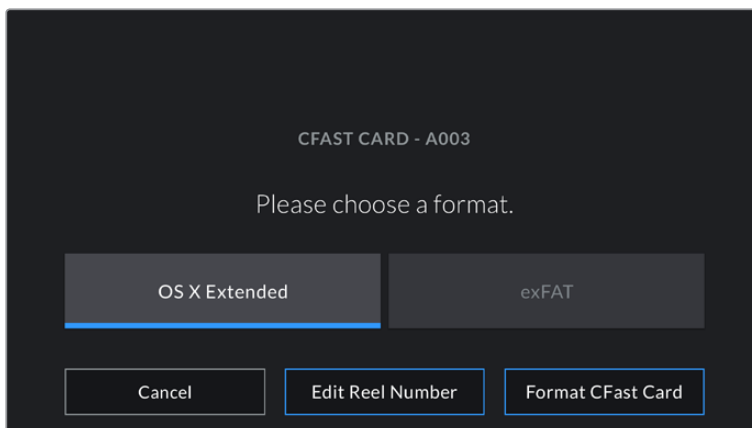 CFAST CARD - A003
Please choose a format.
OS X Extended
exFAT
Cancel
Edit Reel Number
Format CFast Card